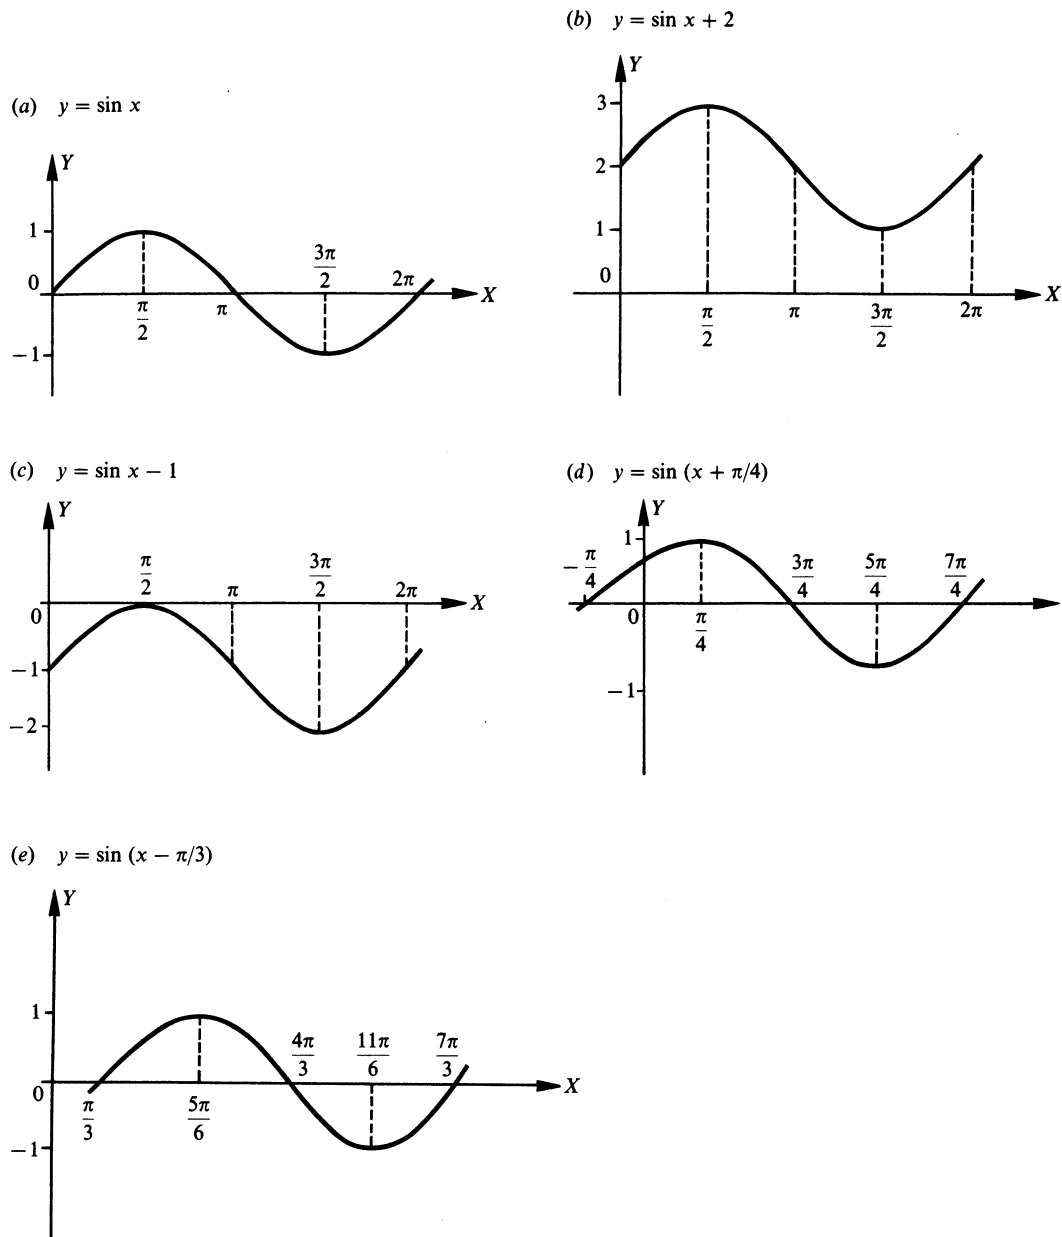 (b) y = sin x + 2
Y
3
2
1
0
π/2
π
3π/2
2π
X
(a) y = sin x
Y
1
0
−1
π/2
π
3π/2
2π
X
(c) y = sin x − 1
Y
π/2
π
3π/2
2π
0
X
−1
−2
(d) y = sin (x + π/4)
Y
1
−π/4
3π/4
5π/4
7π/4
0
π/4
−1
(e) y = sin (x − π/3)
Y
1
4π/3
11π/6
7π/3
0
X
π/3
5π/6
−1